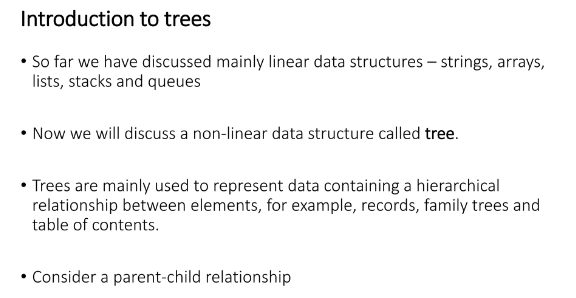 Introduction to trees
• So far we have discussed mainly linear data structures – strings, arrays,
lists, stacks and queues
• Now we will discuss a non-linear data structure called tree.
• Trees are mainly used to represent data containing a hierarchical
relationship between elements, for example, records, family trees and
table of contents.
• Consider a parent-child relationship